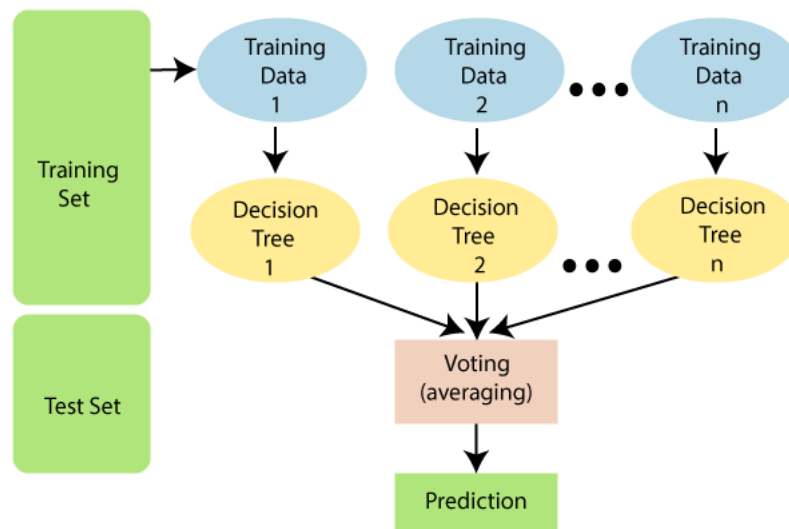 Training
Data
1
Training
Data
2
Training
Data
n
Training
Set
Decision
Tree
1
Decision
Tree
2
Decision
Tree
n
Test Set
Voting
(averaging)
Prediction